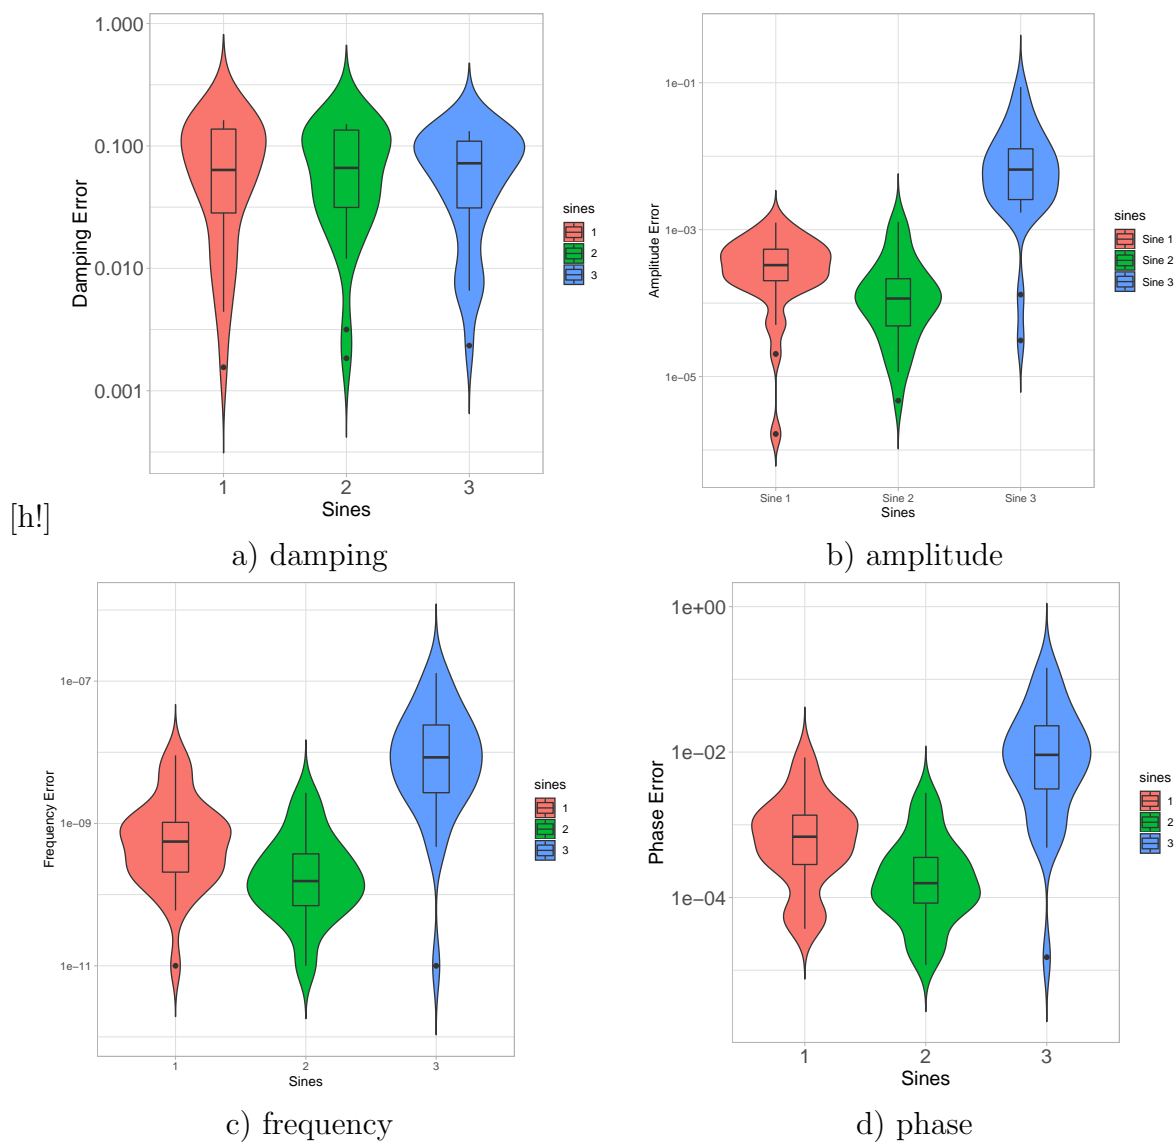 1.000
0.100
0.010
0.001
Damping Error
1 2 3
Sines
sines
1
2
3
1e−01
1e−03
1e−05
Amplitude Error
Sine 1 Sine 2 Sine 3
Sines
sines
Sine 1
Sine 2
Sine 3
[h!]
a) damping
b) amplitude
1e−07
1e−09
1e−11
Frequency Error
1 2 3
Sines
sines
1
2
3
1e+00
1e−02
1e−04
Phase Error
1 2 3
Sines
sines
1
2
3
c) frequency
d) phase